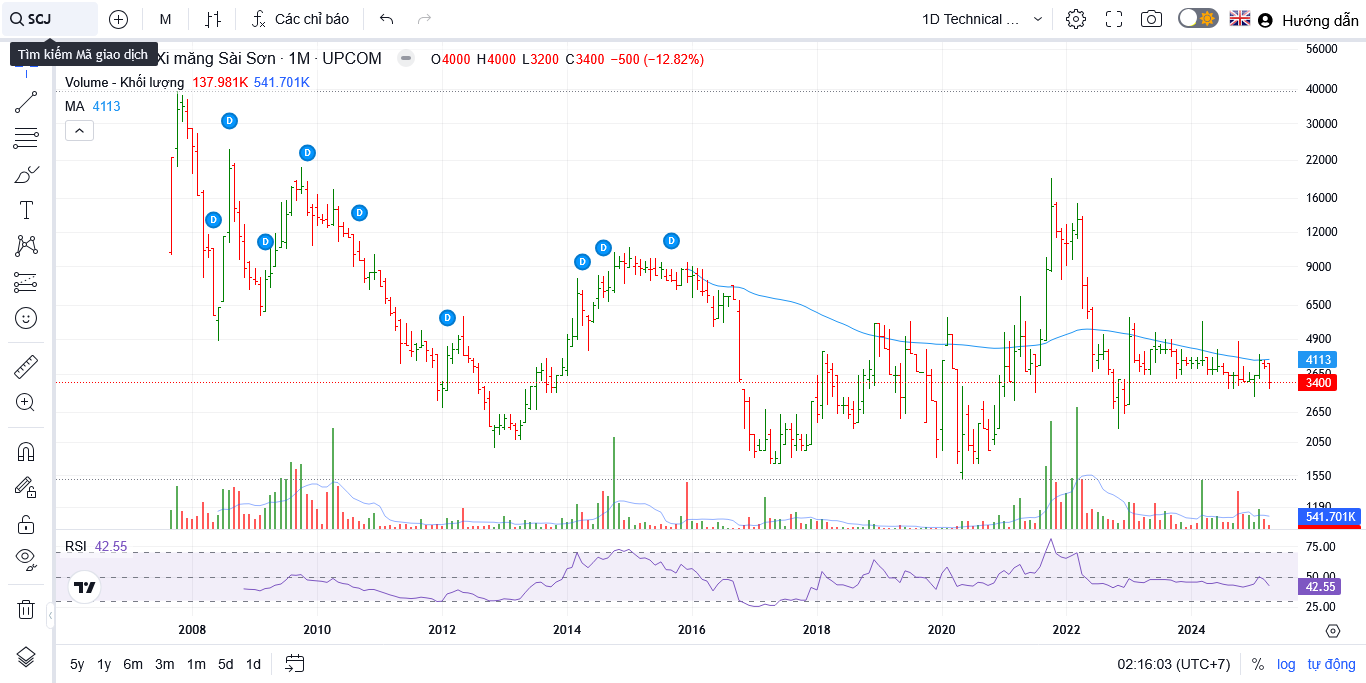 SCJ
M
Các chỉ báo
1D Technical ...
Hướng dẫn
Tìm kiếm Mã giao dịch
Xi măng Sài Sơn · 1M · UPCOM
O4000 H4000 L3200 C3400 −500 (−12.82%)
Volume - Khối lượng 137.981K 541.701K
MA 4113
D
D
D
D
D
D
D
D
D
D
56000
40000
30000
22000
16000
12000
9000
6500
4900
4113
3650
3400
2650
2050
1550
1190
541.701K
RSI 42.55
75.00
50.00
42.55
25.00
2008 2010 2012 2014 2016 2018 2020 2022 2024
5y 1y 6m 3m 1m 5d 1d
02:16:03 (UTC+7) % log tự động